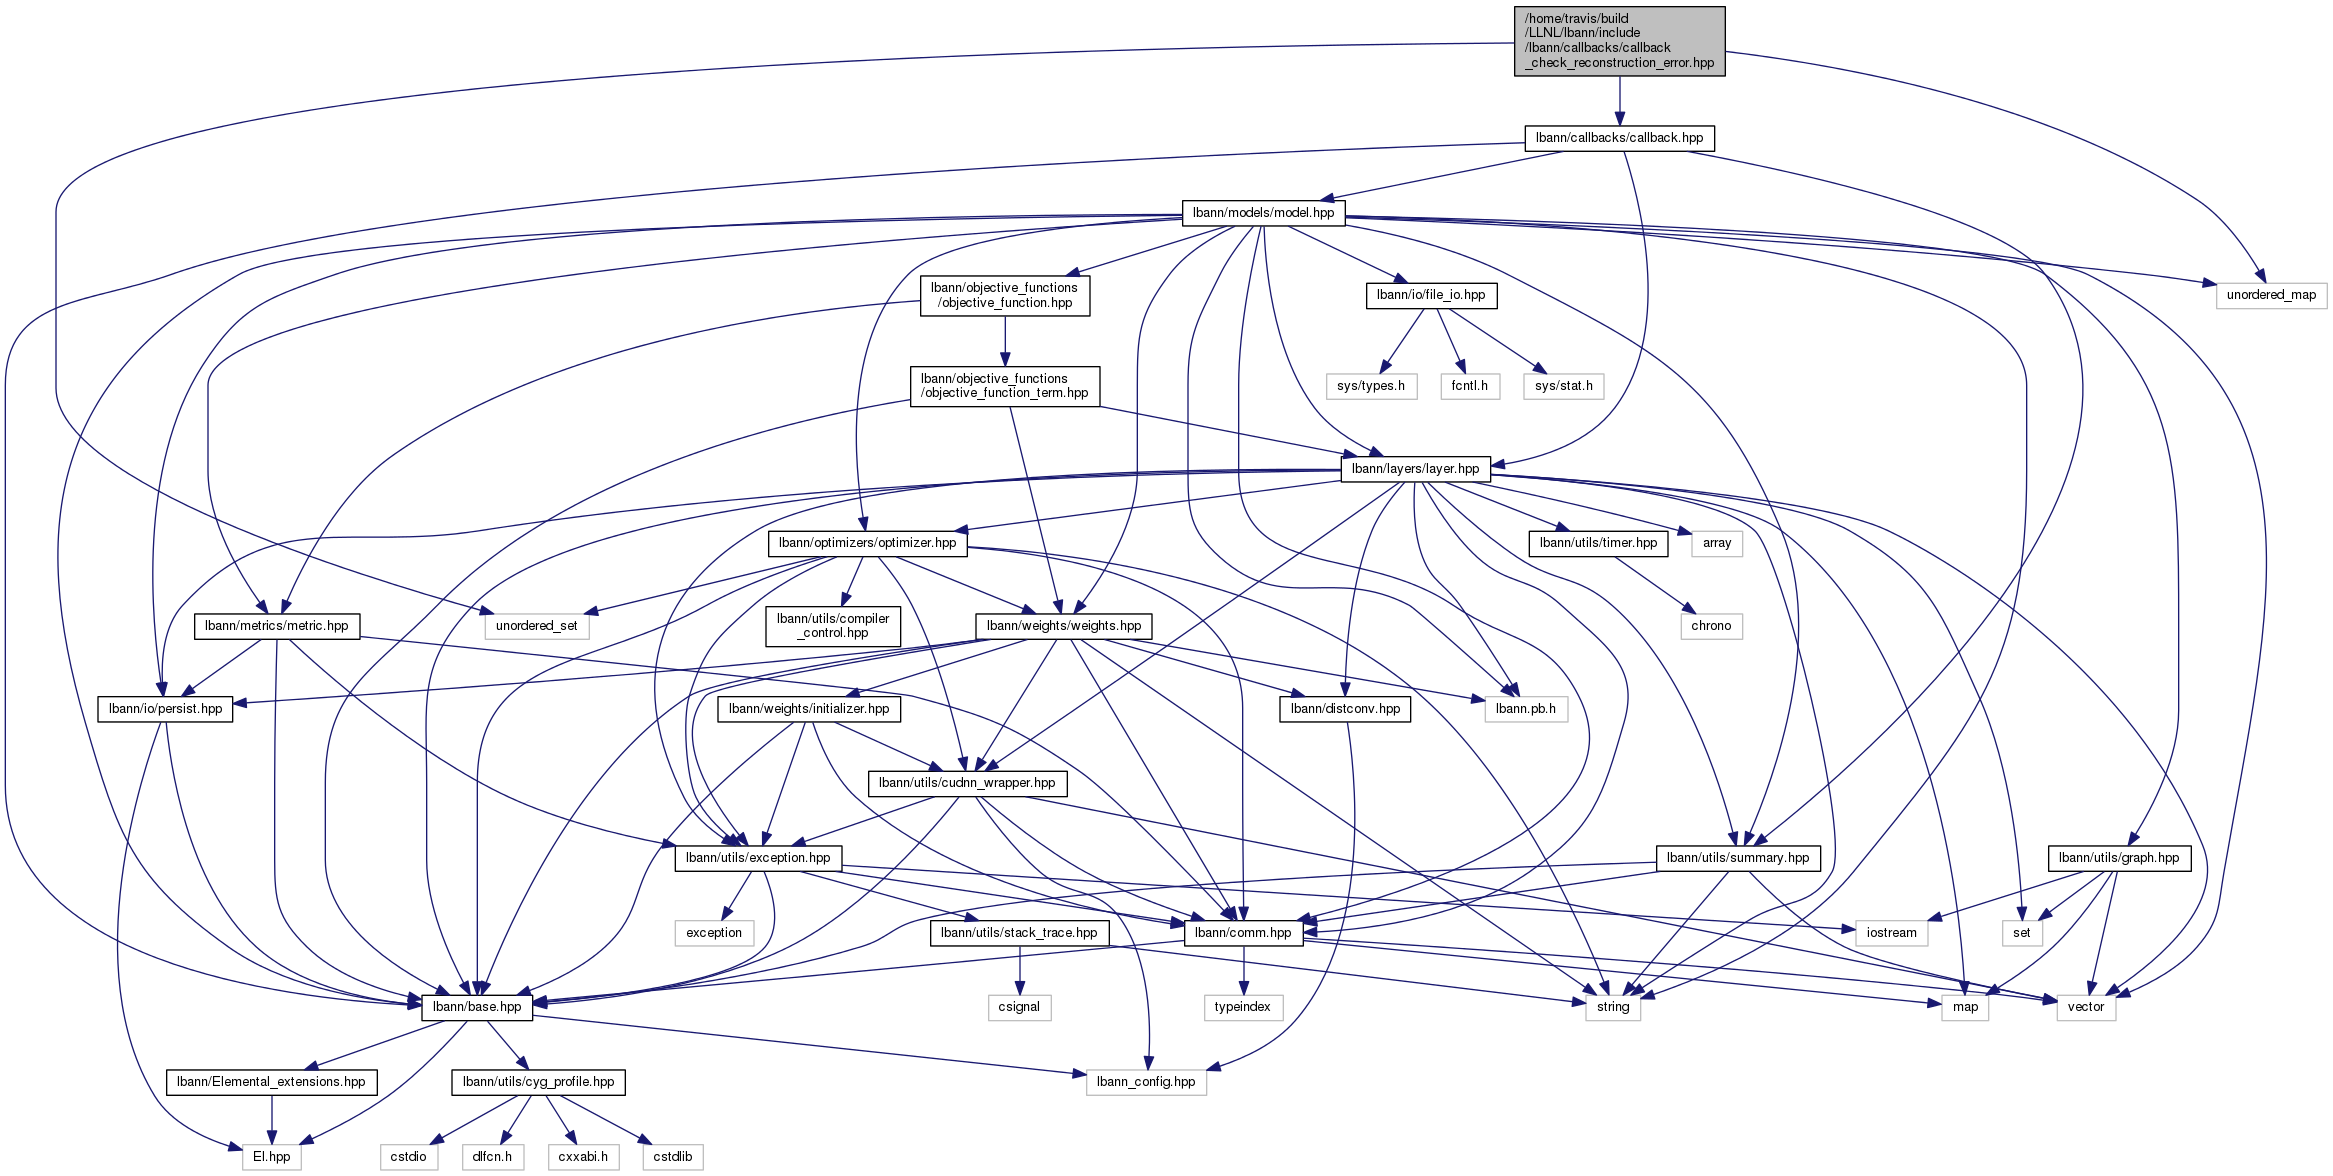 /home/travis/build
/LLNL/lbann/include
/lbann/callbacks/callback
_check_reconstruction_error.hpp
lbann/callbacks/callback.hpp
lbann/models/model.hpp
lbann/objective_functions
/objective_function.hpp
lbann/io/file_io.hpp
unordered_map
lbann/objective_functions
/objective_function_term.hpp
sys/types.h
fcntl.h
sys/stat.h
lbann/layers/layer.hpp
lbann/optimizers/optimizer.hpp
lbann/utils/timer.hpp
array
lbann/metrics/metric.hpp
unordered_set
lbann/utils/compiler
_control.hpp
lbann/weights/weights.hpp
chrono
lbann/io/persist.hpp
lbann/weights/initializer.hpp
lbann/distconv.hpp
lbann.pb.h
lbann/utils/cudnn_wrapper.hpp
lbann/utils/exception.hpp
lbann/utils/summary.hpp
lbann/utils/graph.hpp
exception
lbann/utils/stack_trace.hpp
lbann/comm.hpp
iostream
set
lbann/base.hpp
csignal
typeindex
string
map
vector
lbann/Elemental_extensions.hpp
lbann/utils/cyg_profile.hpp
lbann_config.hpp
El.hpp
cstdio
dlfcn.h
cxxabi.h
cstdlib